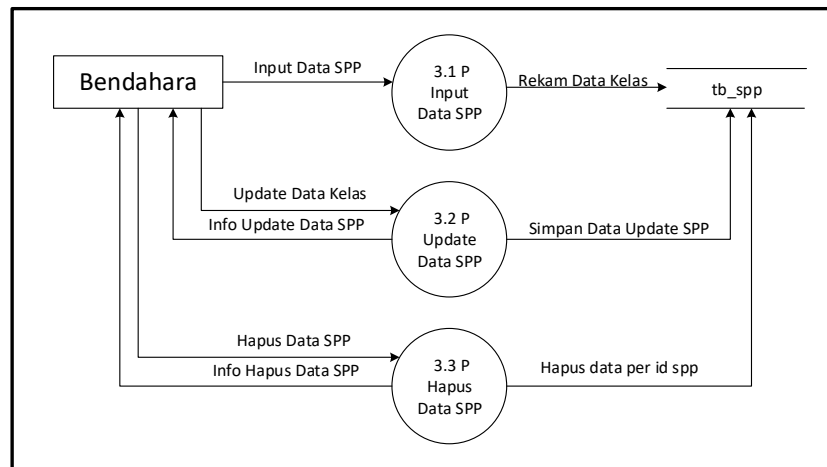 Bendahara
Input Data SPP
3.1 P
Input
Data SPP
Rekam Data Kelas
tb_spp
Update Data Kelas
Info Update Data SPP
3.2 P
Update
Data SPP
Simpan Data Update SPP
Hapus Data SPP
Info Hapus Data SPP
3.3 P
Hapus
Data SPP
Hapus data per id spp